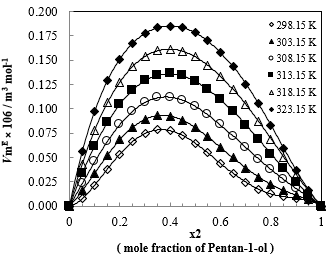 0.200
0.175
0.150
0.125
0.100
0.075
0.050
0.025
0.000
VmE × 106 / m3 mol-1
298.15 K
303.15 K
308.15 K
313.15 K
318.15 K
323.15 K
0 0.2 0.4 0.6 0.8 1
x2
( mole fraction of Pentan-1-ol )